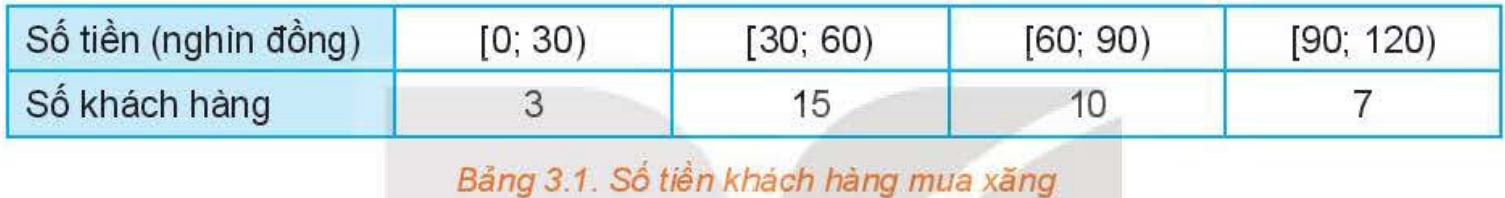 Số tiền (nghìn đồng) [0; 30) [30; 60) [60; 90) [90; 120)
Số khách hàng 3 15 10 7
Bảng 3.1. Số tiền khách hàng mua xăng